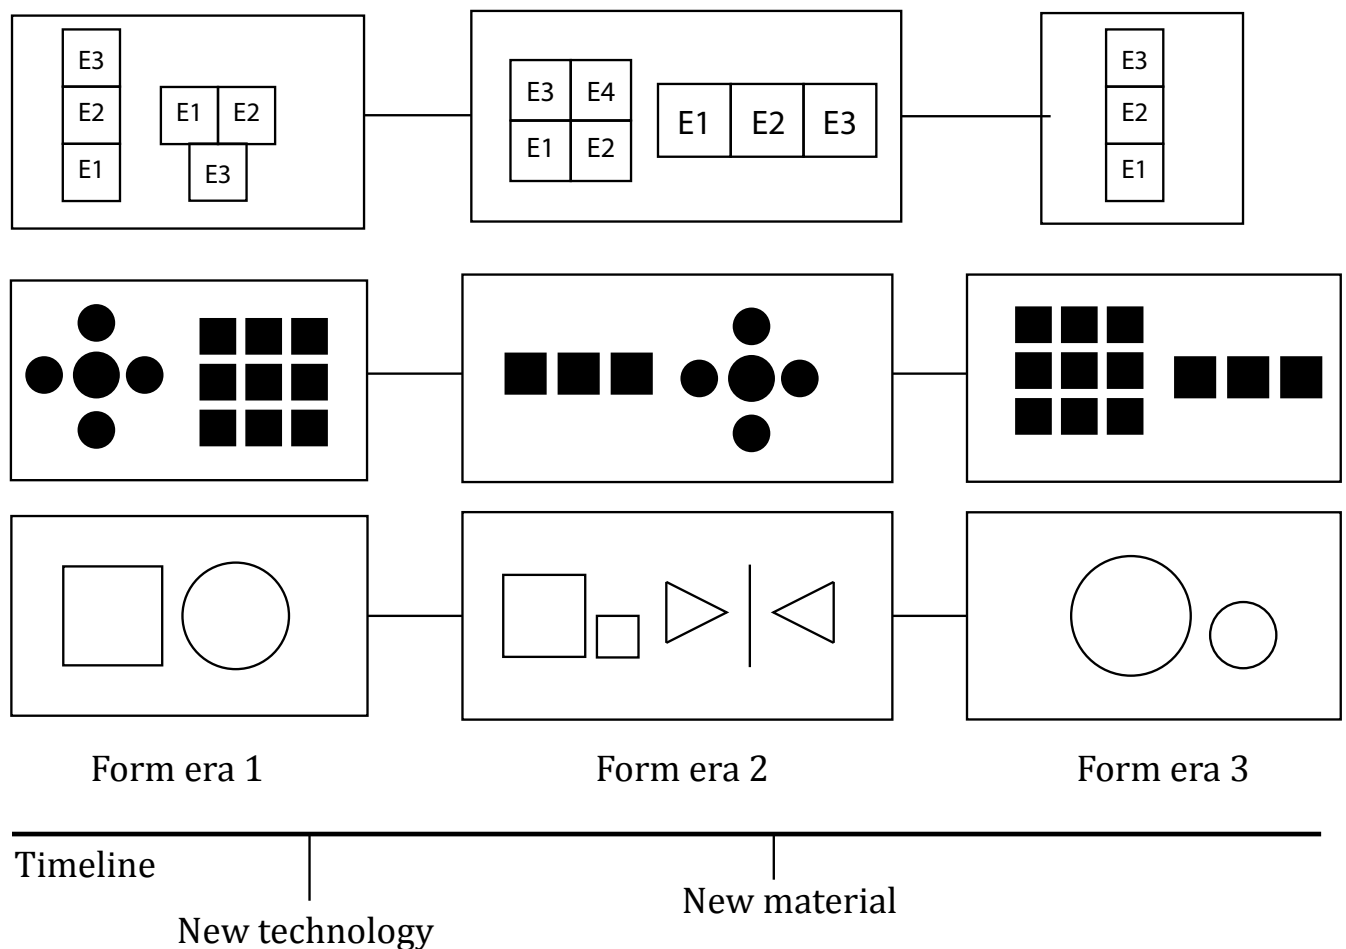 E3
E2
E1
E1 E2
E3
E3 E4
E1 E2
E1 E2 E3
E3
E2
E1
Form era 1
Form era 2
Form era 3
Timeline
New technology
New material